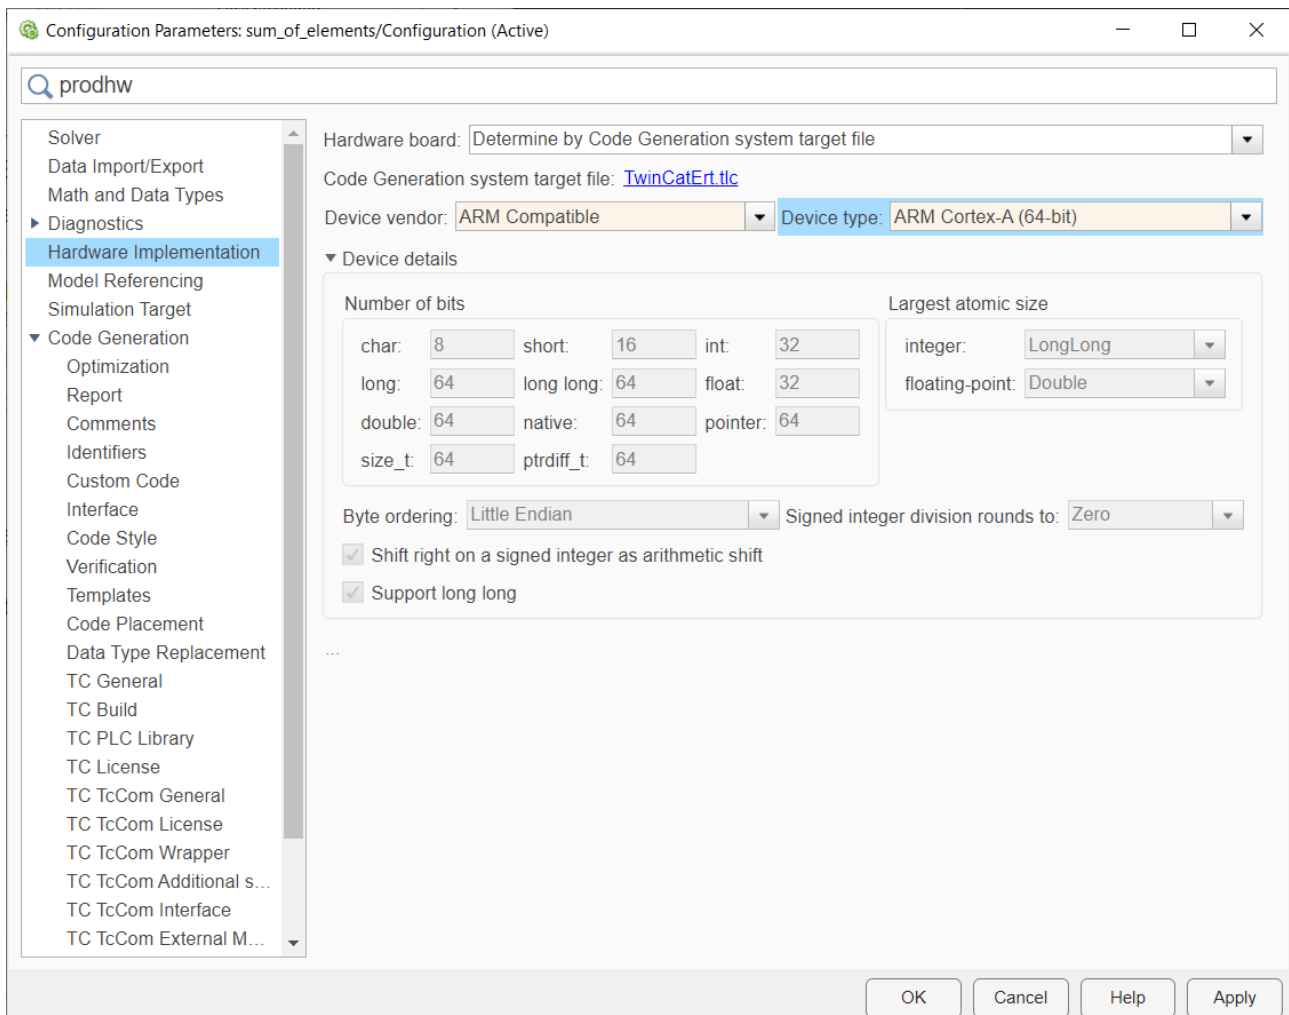 Configuration Parameters: sum_of_elements/Configuration (Active)
prodhw
Solver
Data Import/Export
Math and Data Types
Diagnostics
Hardware Implementation
Model Referencing
Simulation Target
Code Generation
Optimization
Report
Comments
Identifiers
Custom Code
Interface
Code Style
Verification
Templates
Code Placement
Data Type Replacement
TC General
TC Build
TC PLC Library
TC License
TC TcCom General
TC TcCom License
TC TcCom Wrapper
TC TcCom Additional s...
TC TcCom Interface
TC TcCom External M...
Hardware board: Determine by Code Generation system target file
Code Generation system target file: TwinCatErt.tlc
Device vendor: ARM Compatible Device type: ARM Cortex-A (64-bit)
Device details
Number of bits
char: 8 short: 16 int: 32
long: 64 long long: 64 float: 32
double: 64 native: 64 pointer: 64
size_t: 64 ptrdiff_t: 64
Largest atomic size
integer: LongLong
floating-point: Double
Byte ordering: Little Endian Signed integer division rounds to: Zero
Shift right on a signed integer as arithmetic shift
Support long long
...
OK Cancel Help Apply